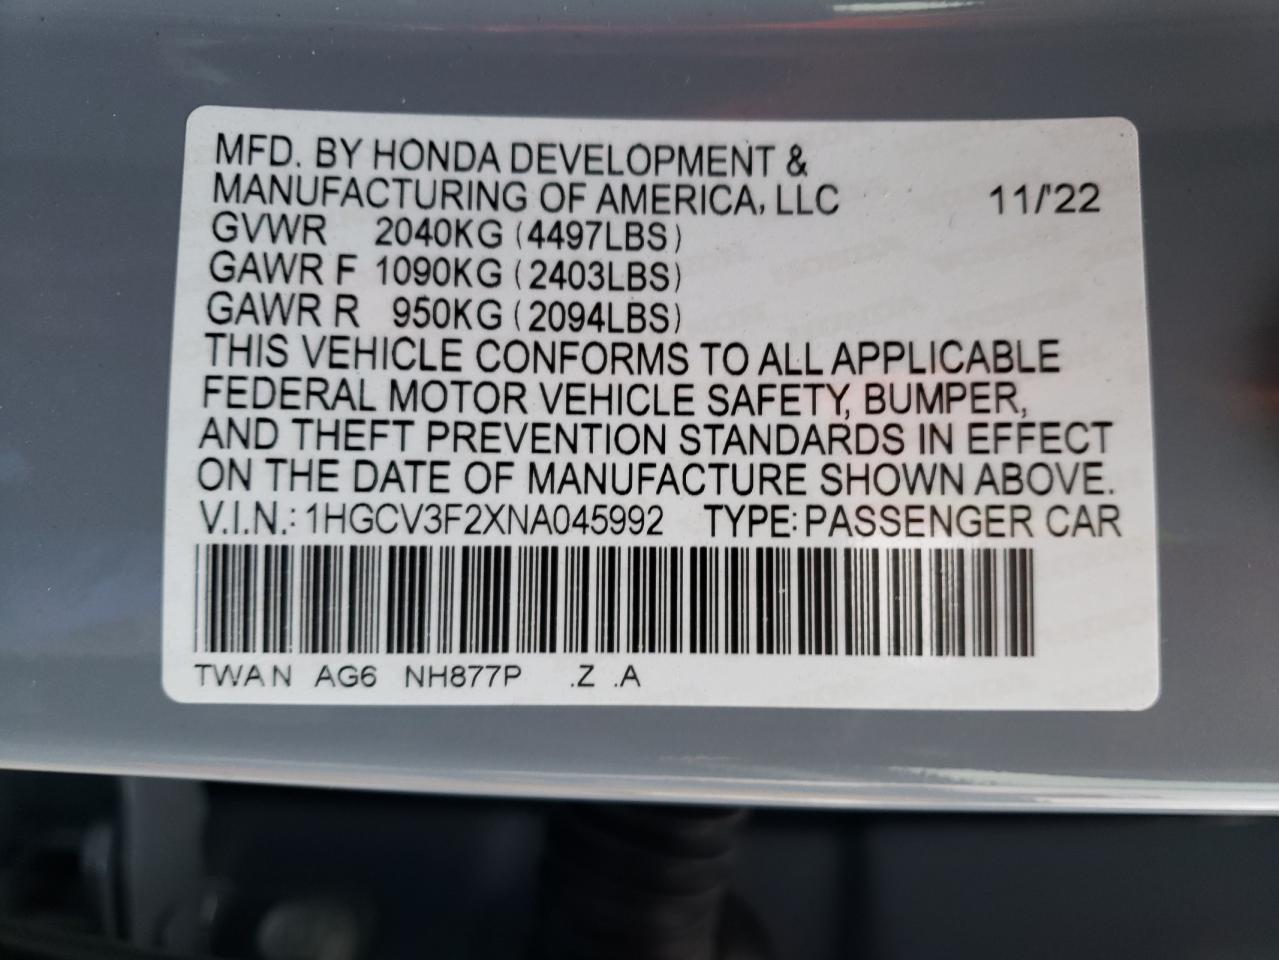 MFD. BY HONDA DEVELOPMENT &
MANUFACTURING OF AMERICA, LLC 11/'22
GVWR 2040KG (4497LBS)
GAWR F 1090KG (2403LBS)
GAWR R 950KG (2094LBS)
THIS VEHICLE CONFORMS TO ALL APPLICABLE
FEDERAL MOTOR VEHICLE SAFETY, BUMPER,
AND THEFT PREVENTION STANDARDS IN EFFECT
ON THE DATE OF MANUFACTURE SHOWN ABOVE.
V.I.N.: 1HGCV3F2XNA045992 TYPE: PASSENGER CAR
TWAN AG6 NH877P .Z .A